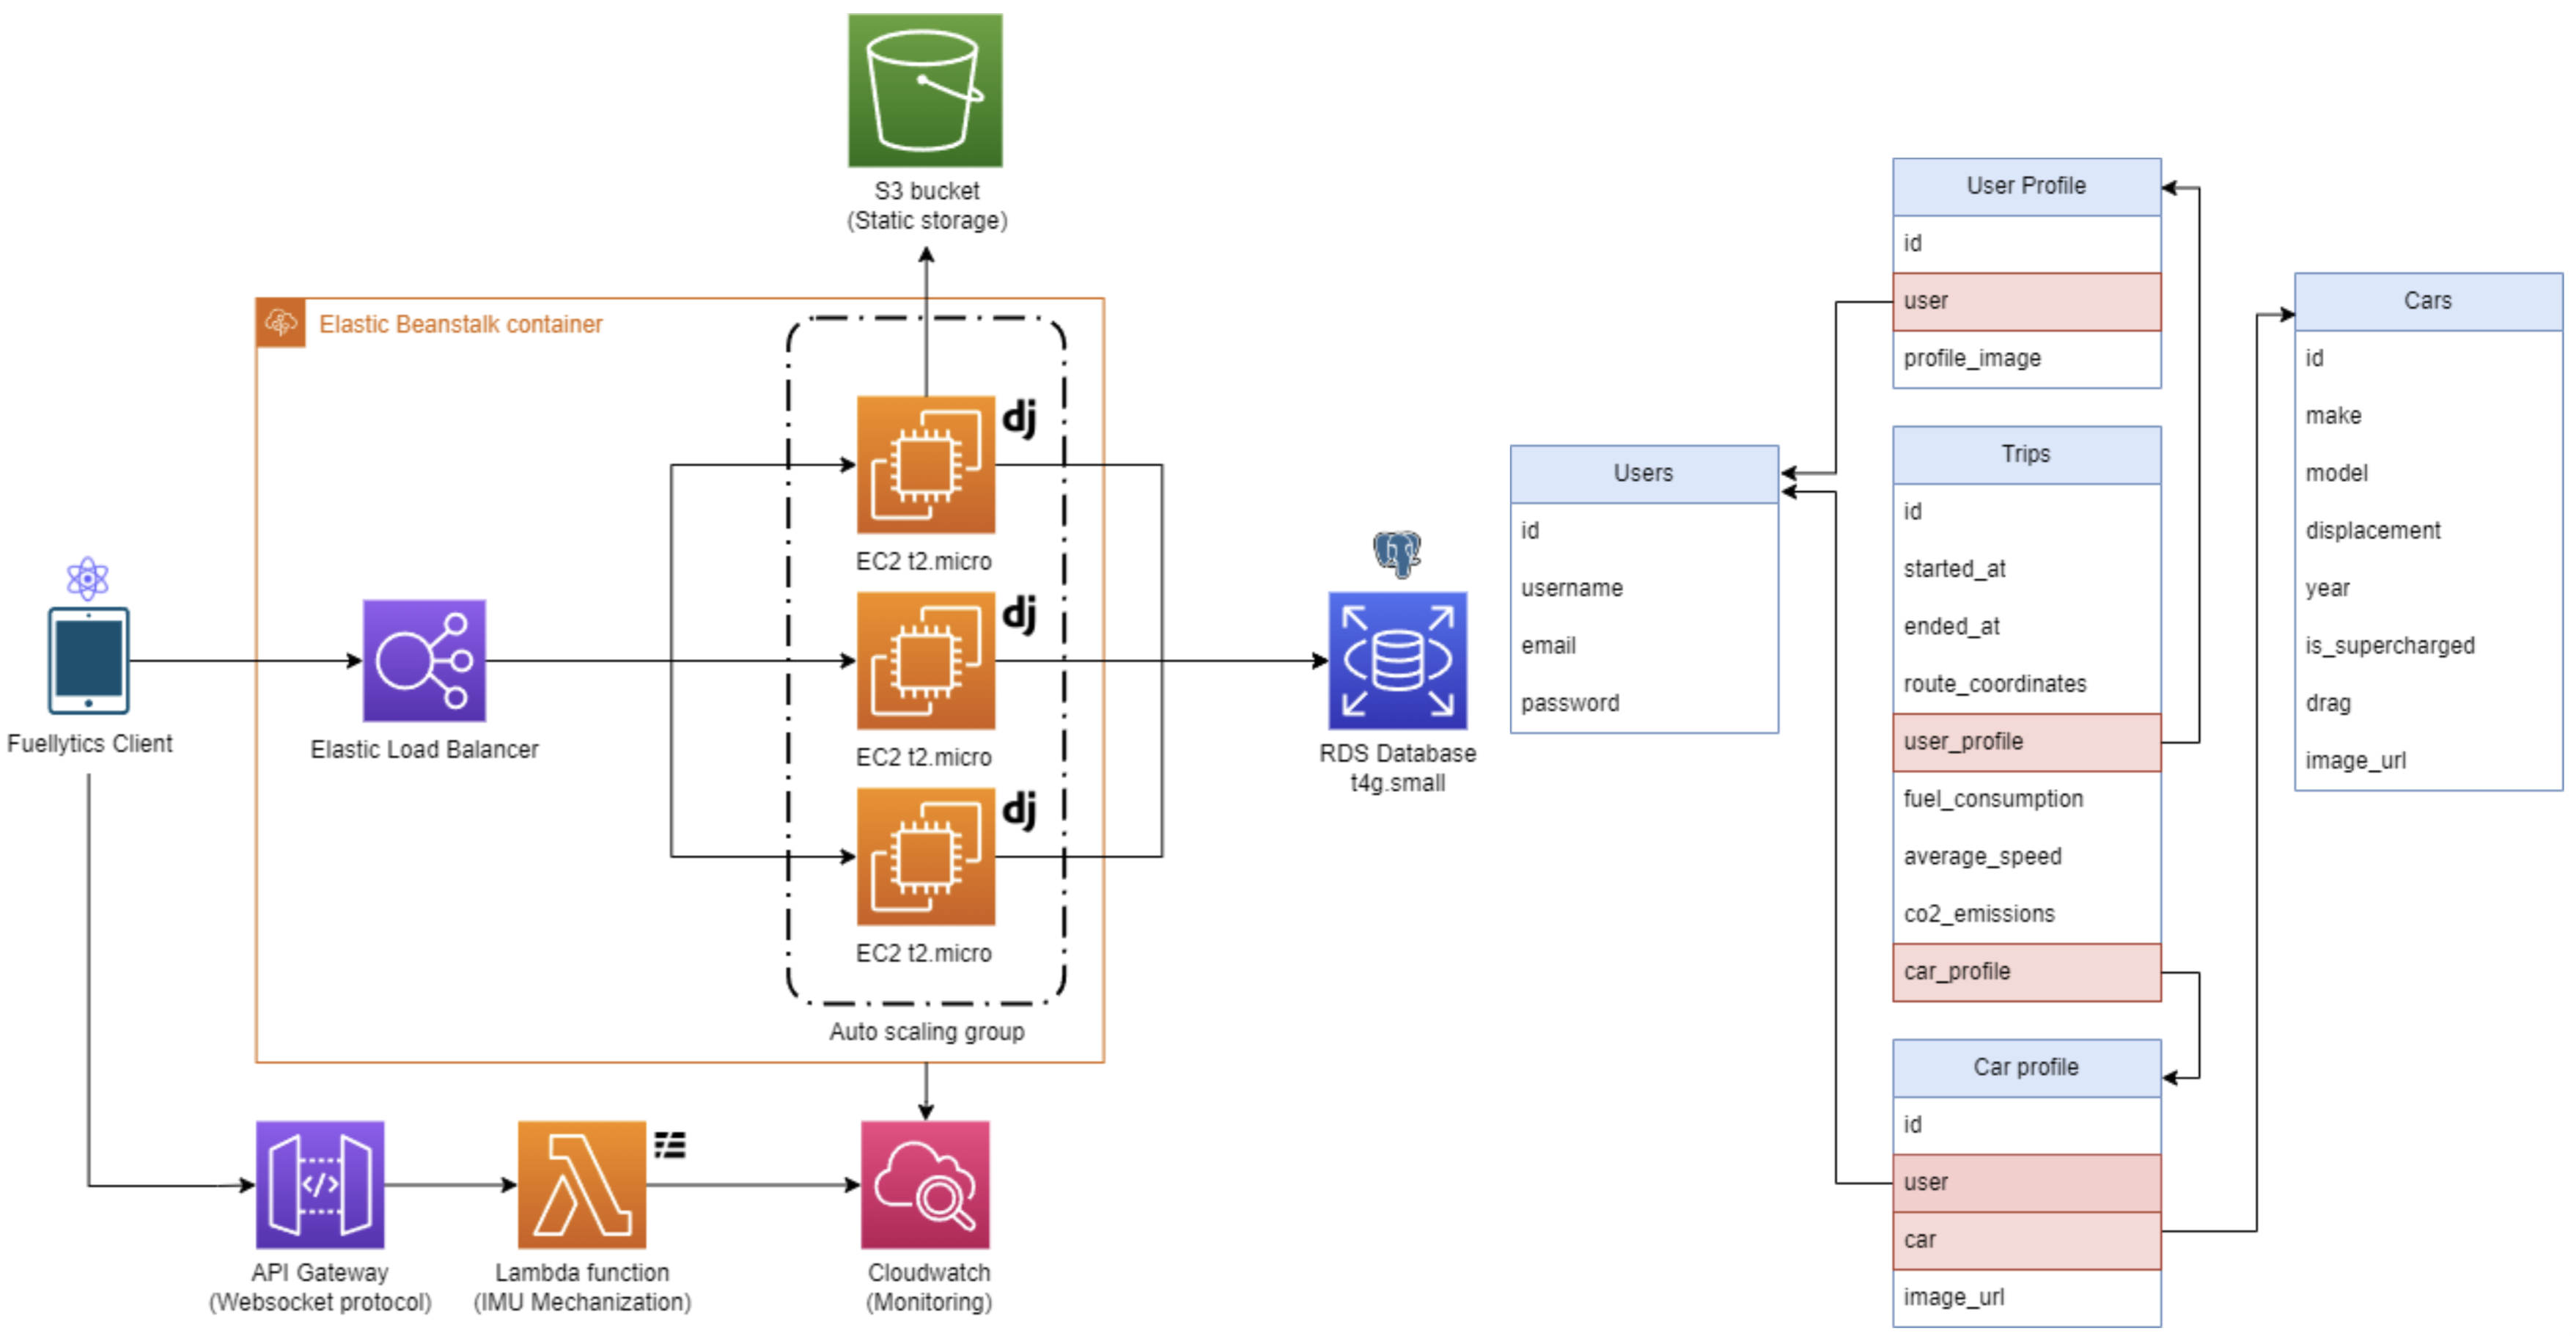 S3 bucket
(Static storage)
Elastic Beanstalk container
dj
EC2 t2.micro
dj
EC2 t2.micro
dj
EC2 t2.micro
Auto scaling group
Fuellytics Client
Elastic Load Balancer
RDS Database
t4g.small
</>
API Gateway
(Websocket protocol)
Lambda function
(IMU Mechanization)
Cloudwatch
(Monitoring)
Users
id
username
email
password
User Profile
id
user
profile_image
Trips
id
started_at
ended_at
route_coordinates
user_profile
fuel_consumption
average_speed
co2_emissions
car_profile
Car profile
id
user
car
image_url
Cars
id
make
model
displacement
year
is_supercharged
drag
image_url